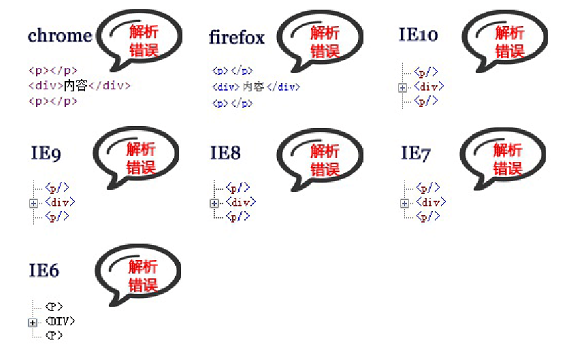 chrome
解析
错误
<p></p>
<div>内容</div>
<p></p>
firefox
解析
错误
<p></p>
<div>内容</div>
<p></p>
IE10
解析
错误
<p/>
<div>
<p/>
IE9
解析
错误
<p/>
<div>
<p/>
IE8
解析
错误
<p/>
<div>
<p/>
IE7
解析
错误
<p/>
<div>
<p/>
IE6
解析
错误
<P>
<DIV>
<P>